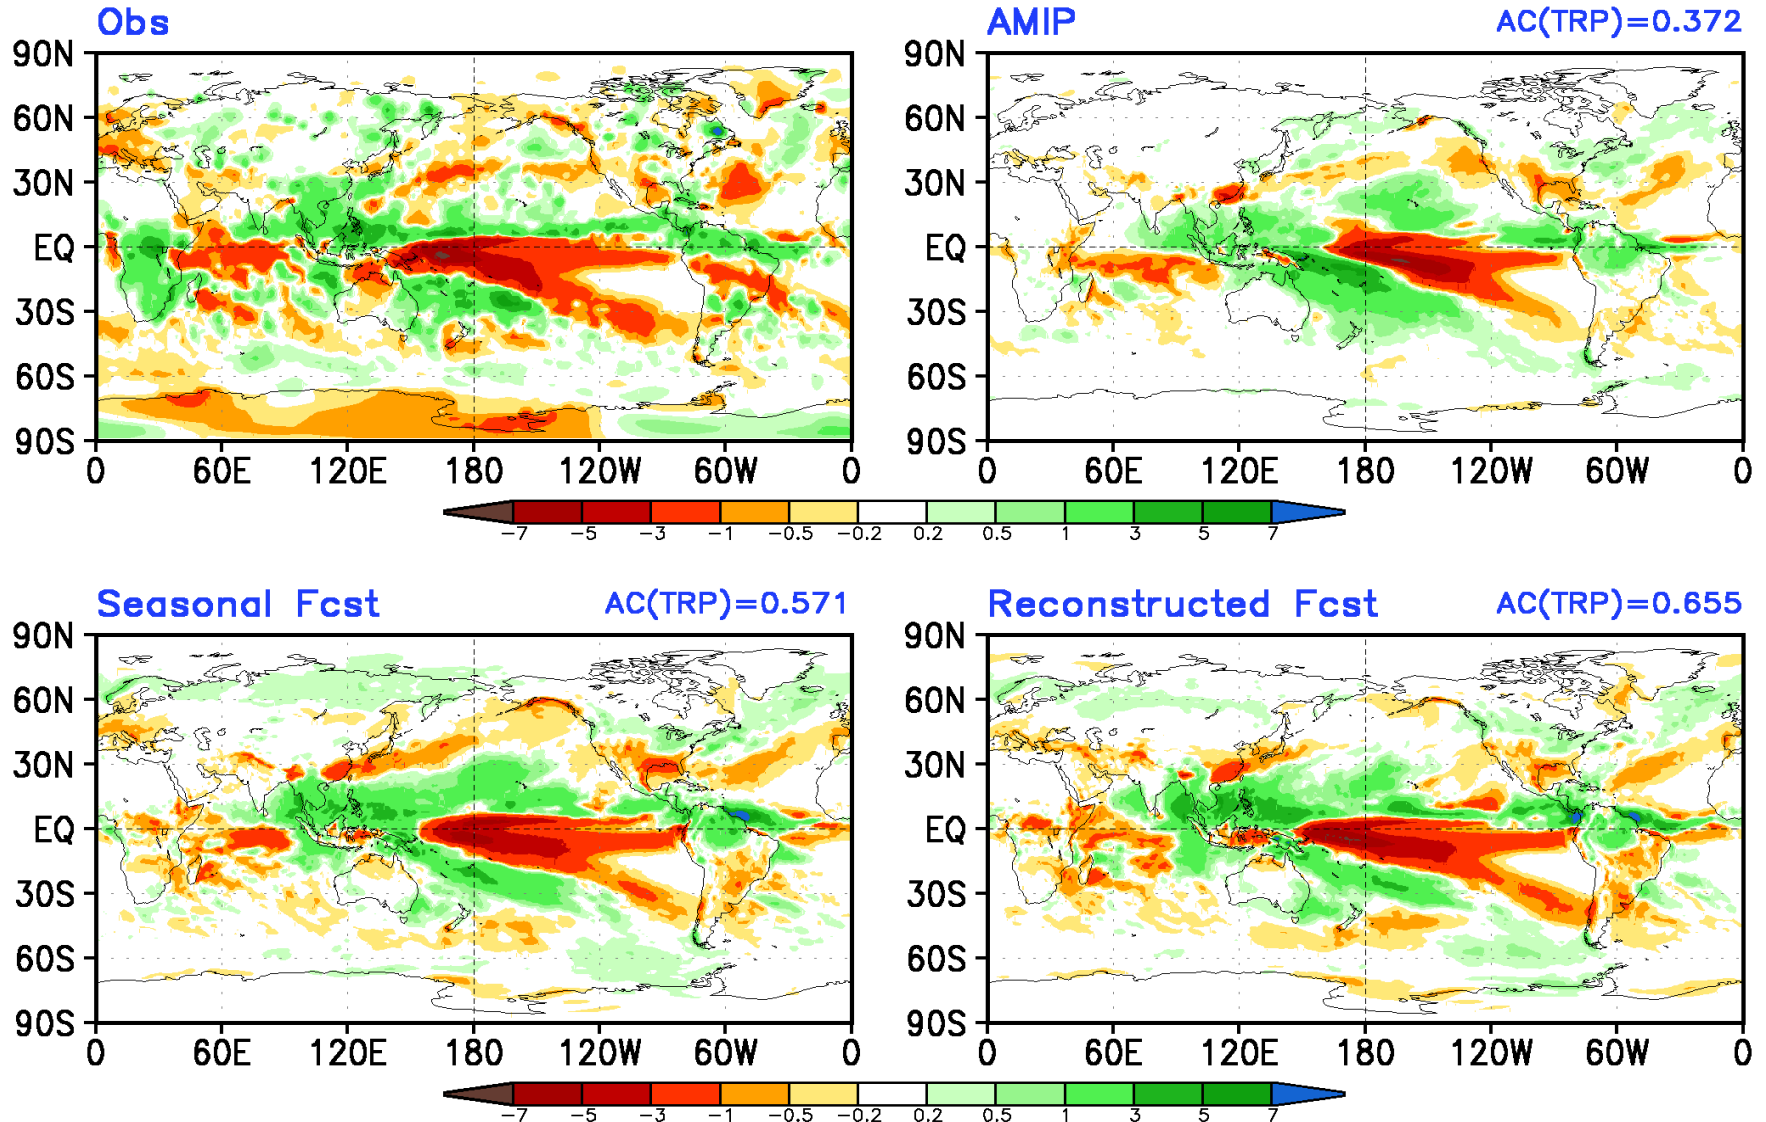 Obs
AMIP AC(TRP)=0.372
90N 90N
60N 60N
30N 30N
EQ EQ
30S 30S
60S 60S
90S 90S
0 60E 120E 180 120W 60W 0 0 60E 120E 180 120W 60W 0
−7 −5 −3 −1 −0.5 −0.2 0.2 0.5 1 3 5 7
Seasonal Fcst AC(TRP)=0.571
Reconstructed Fcst AC(TRP)=0.655
90N 90N
60N 60N
30N 30N
EQ EQ
30S 30S
60S 60S
90S 90S
0 60E 120E 180 120W 60W 0 0 60E 120E 180 120W 60W 0
−7 −5 −3 −1 −0.5 −0.2 0.2 0.5 1 3 5 7